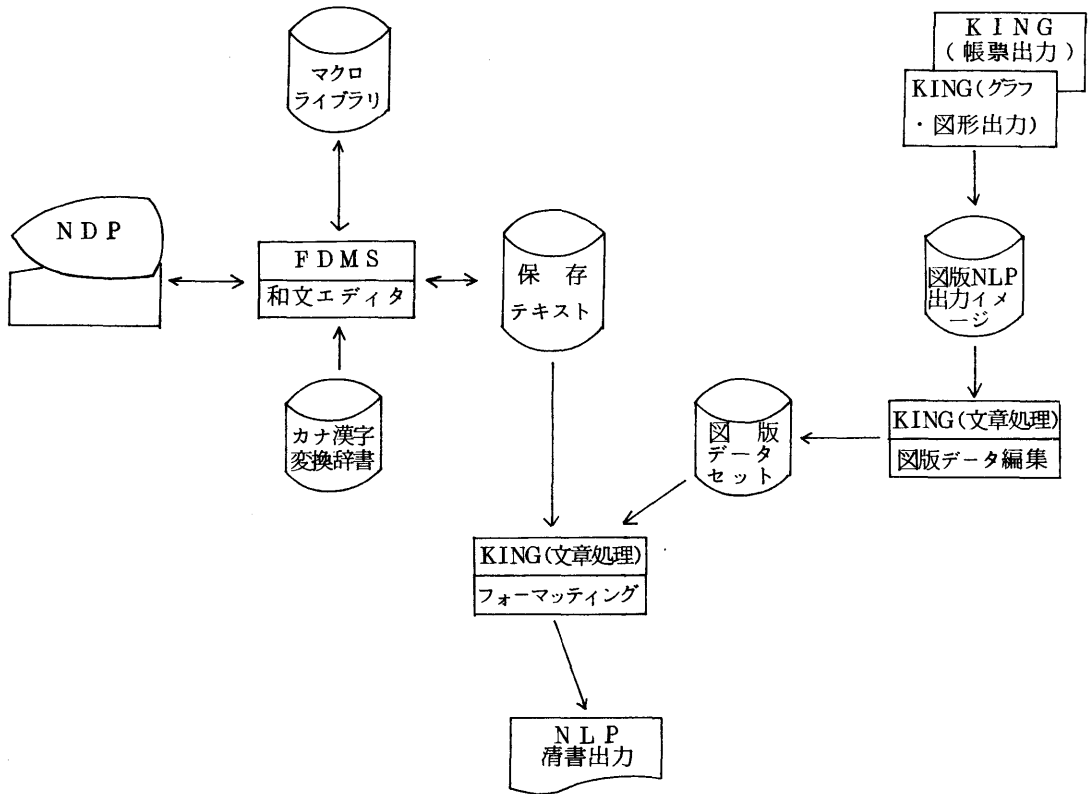 マクロ
ライブラリ
KING
(帳票出力)
KING(グラフ
・図形出力)
NDP
FDMS
和文エディタ
保存
テキスト
図版NLP
出力イメ
ージ
カナ漢字
変換辞書
図版
データ
セット
KING(文章処理)
図版データ編集
KING(文章処理)
フォーマッティング
NLP
清書出力